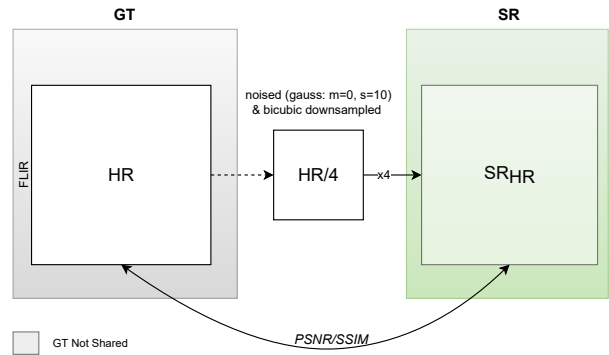 GT
SR
noised (gauss: m=0, s=10)
& bicubic downsampled
FLIR
HR
HR/4
x4
SRHR
PSNR/SSIM
GT Not Shared